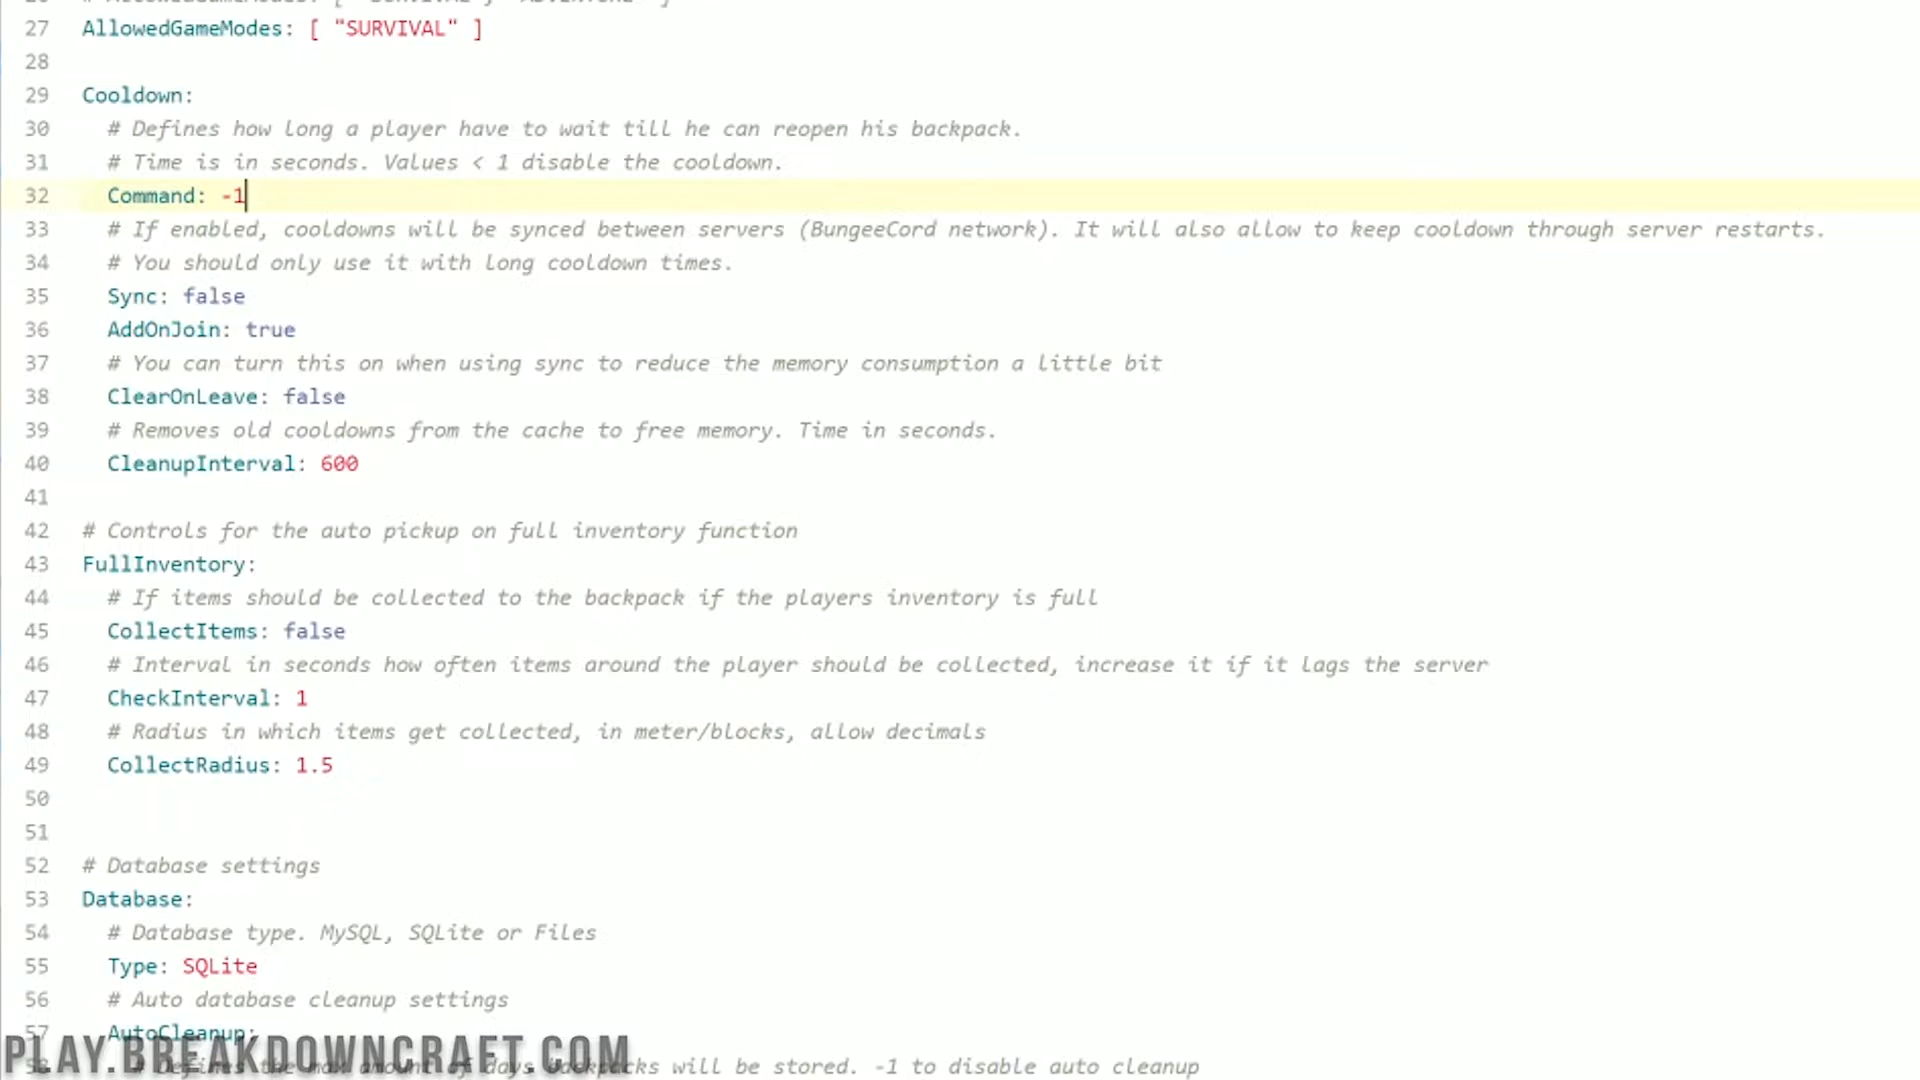 27 AllowedGameModes: [ "SURVIVAL" ]
28
29 Cooldown:
30 # Defines how long a player have to wait till he can reopen his backpack.
31 # Time is in seconds. Values < 1 disable the cooldown.
32 Command: -1
33 # If enabled, cooldowns will be synced between servers (BungeeCord network). It will also allow to keep cooldown through server restarts.
34 # You should only use it with long cooldown times.
35 Sync: false
36 AddOnJoin: true
37 # You can turn this on when using sync to reduce the memory consumption a little bit
38 ClearOnLeave: false
39 # Removes old cooldowns from the cache to free memory. Time in seconds.
40 CleanupInterval: 600
41
42 # Controls for the auto pickup on full inventory function
43 FullInventory:
44 # If items should be collected to the backpack if the players inventory is full
45 CollectItems: false
46 # Interval in seconds how often items around the player should be collected, increase it if it lags the server
47 CheckInterval: 1
48 # Radius in which items get collected, in meter/blocks, allow decimals
49 CollectRadius: 1.5
50
51
52 # Database settings
53 Database:
54 # Database type. MySQL, SQLite or Files
55 Type: SQLite
56 # Auto database cleanup settings
57 AutoCleanup:
PLAY.BREAKDOWNCRAFT.COM
58 # Defines the max amount of days backpacks will be stored. -1 to disable auto cleanup